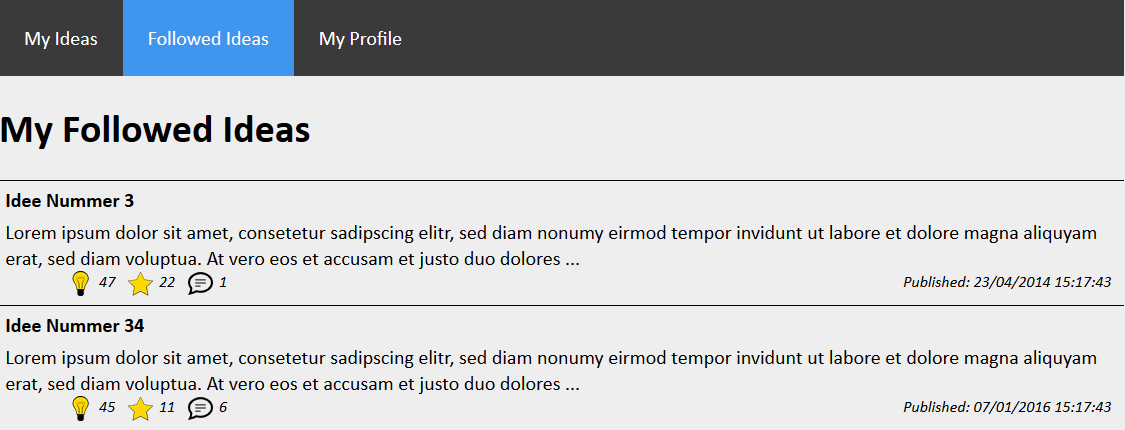 My Ideas Followed Ideas My Profile
My Followed Ideas
Idee Nummer 3
Lorem ipsum dolor sit amet, consetetur sadipscing elitr, sed diam nonumy eirmod tempor invidunt ut labore et dolore magna aliquyam
erat, sed diam voluptua. At vero eos et accusam et justo duo dolores ...
47 22 1 Published: 23/04/2014 15:17:43
Idee Nummer 34
Lorem ipsum dolor sit amet, consetetur sadipscing elitr, sed diam nonumy eirmod tempor invidunt ut labore et dolore magna aliquyam
erat, sed diam voluptua. At vero eos et accusam et justo duo dolores ...
45 11 6 Published: 07/01/2016 15:17:43